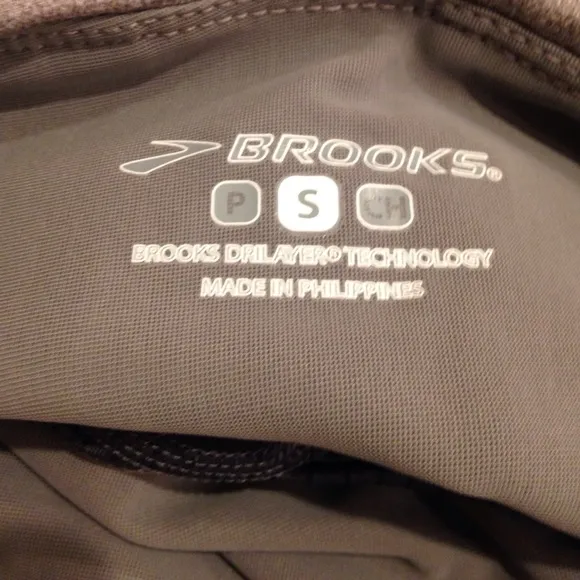 BROOKS®
P S CH
BROOKS DRILAYER® TECHNOLOGY
MADE IN PHILIPPINES